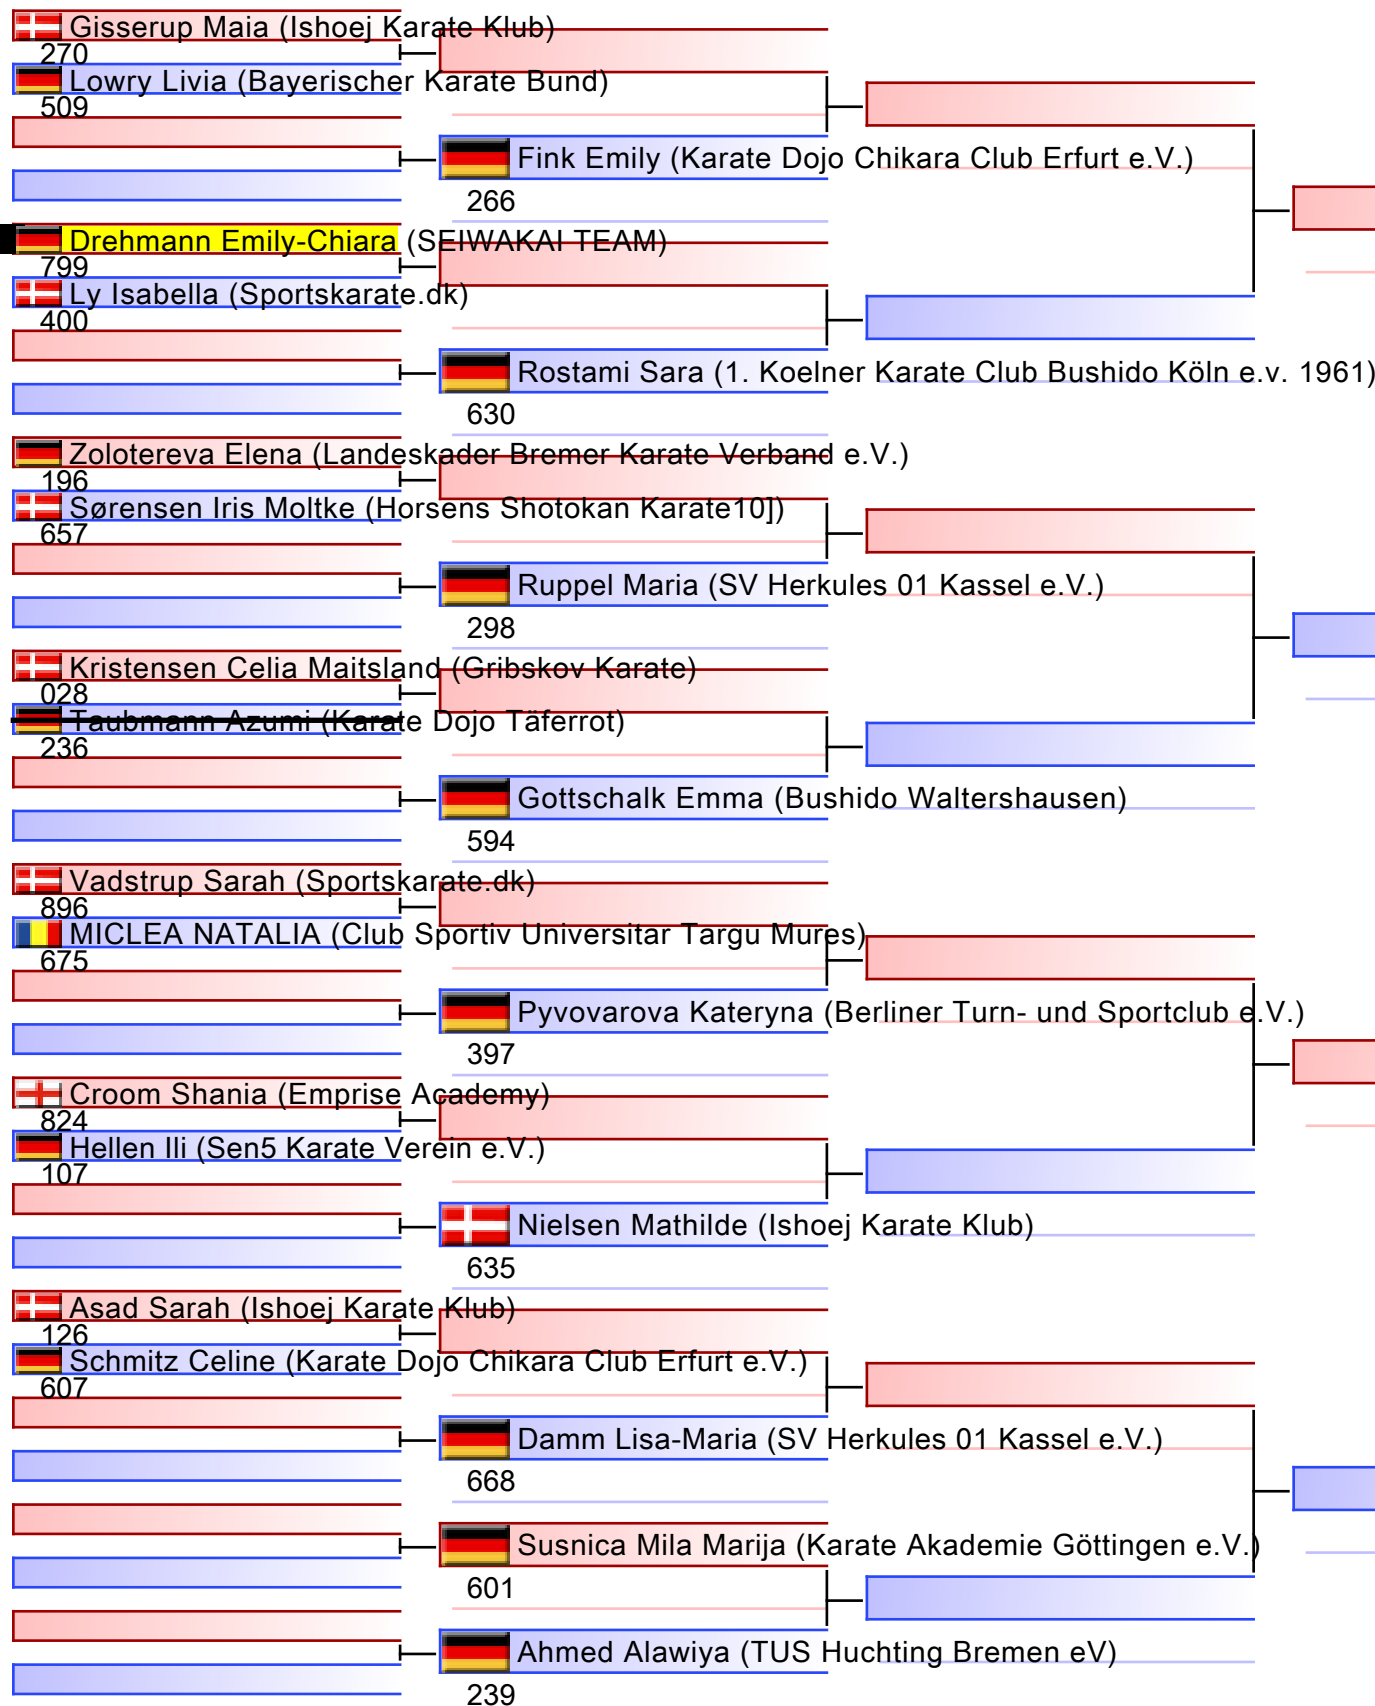 Gisserup Maia (Ishoej Karate Klub)
270
Lowry Livia (Bayerischer Karate Bund)
509
Fink Emily (Karate Dojo Chikara Club Erfurt e.V.)
266
Drehmann Emily-Chiara (SEIWAKAI TEAM)
799
Ly Isabella (Sportskarate.dk)
400
Rostami Sara (1. Koelner Karate Club Bushido Köln e.v. 1961)
630
Zolotereva Elena (Landeskader Bremer Karate Verband e.V.)
196
Sørensen Iris Moltke (Horsens Shotokan Karate10])
657
Ruppel Maria (SV Herkules 01 Kassel e.V.)
298
Kristensen Celia Maitsland (Gribskov Karate)
028
Taubmann Azumi (Karate Dojo Täferrot)
236
Gottschalk Emma (Bushido Waltershausen)
594
Vadstrup Sarah (Sportskarate.dk)
896
MICLEA NATALIA (Club Sportiv Universitar Targu Mures)
675
Pyvovarova Kateryna (Berliner Turn- und Sportclub e.V.)
397
Croom Shania (Emprise Academy)
824
Hellen Ili (Sen5 Karate Verein e.V.)
107
Nielsen Mathilde (Ishoej Karate Klub)
635
Asad Sarah (Ishoej Karate Klub)
126
Schmitz Celine (Karate Dojo Chikara Club Erfurt e.V.)
607
Damm Lisa-Maria (SV Herkules 01 Kassel e.V.)
668
Susnica Mila Marija (Karate Akademie Göttingen e.V.)
601
Ahmed Alawiya (TUS Huchting Bremen eV)
239